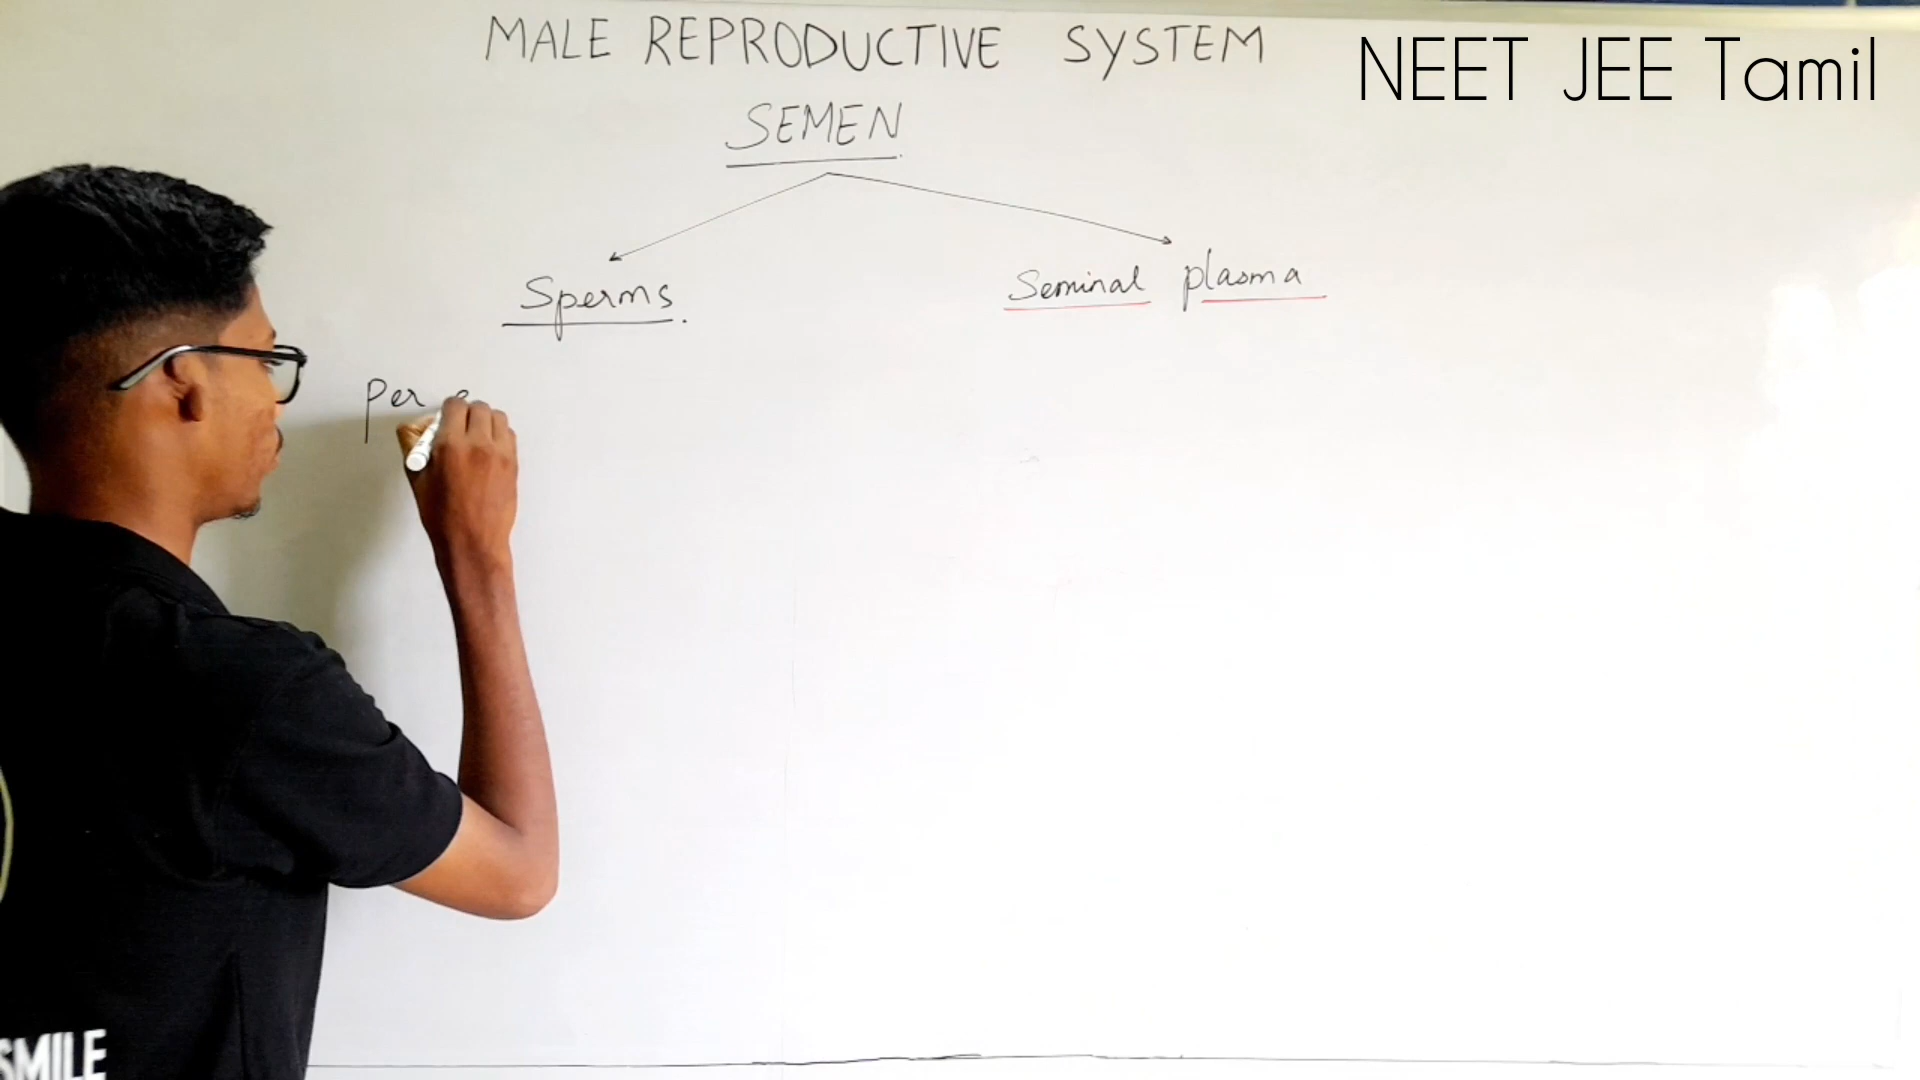 MALE REPRODUCTIVE SYSTEM
NEET JEE Tamil
SEMEN
Sperms.
Seminal plasma
Per
SMILE